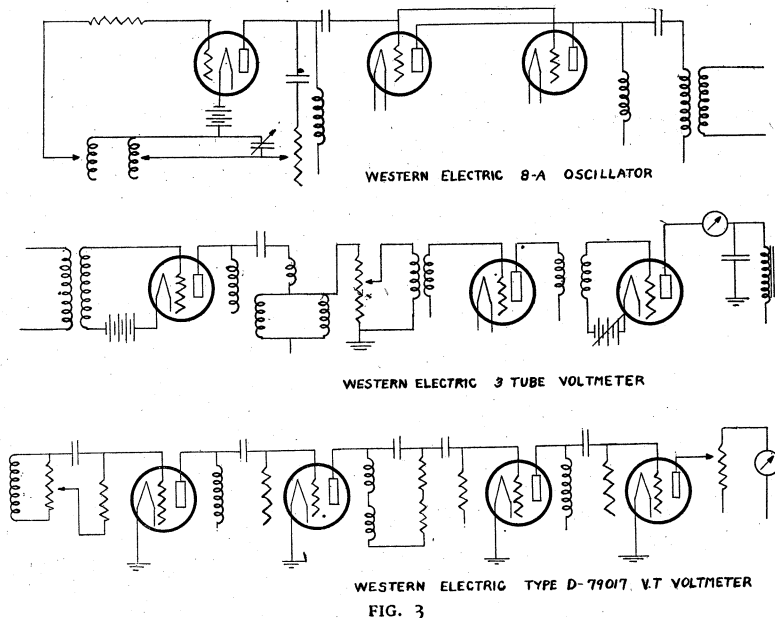 WESTERN ELECTRIC 8-A OSCILLATOR
WESTERN ELECTRIC 3 TUBE VOLTMETER
WESTERN ELECTRIC TYPE D-79017 V.T VOLTMETER
FIG. 3